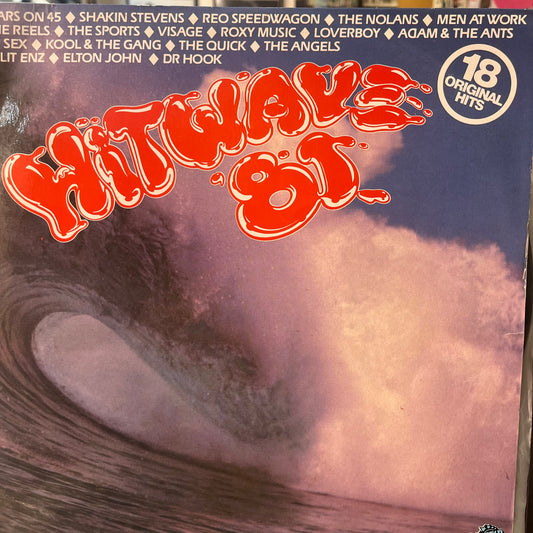 ARS ON 45 ◆ SHAKIN STEVENS ◆ REO SPEEDWAGON ◆ THE NOLANS ◆ MEN AT WORK
HE REELS ◆ THE SPORTS ◆ VISAGE ◆ ROXY MUSIC ◆ LOVERBOY ◆ ADAM & THE ANTS
SEX ◆ KOOL & THE GANG ◆ THE QUICK ◆ THE ANGELS
LIT ENZ ◆ ELTON JOHN ◆ DR HOOK
18
ORIGINAL
HITS
HITWAVE
81